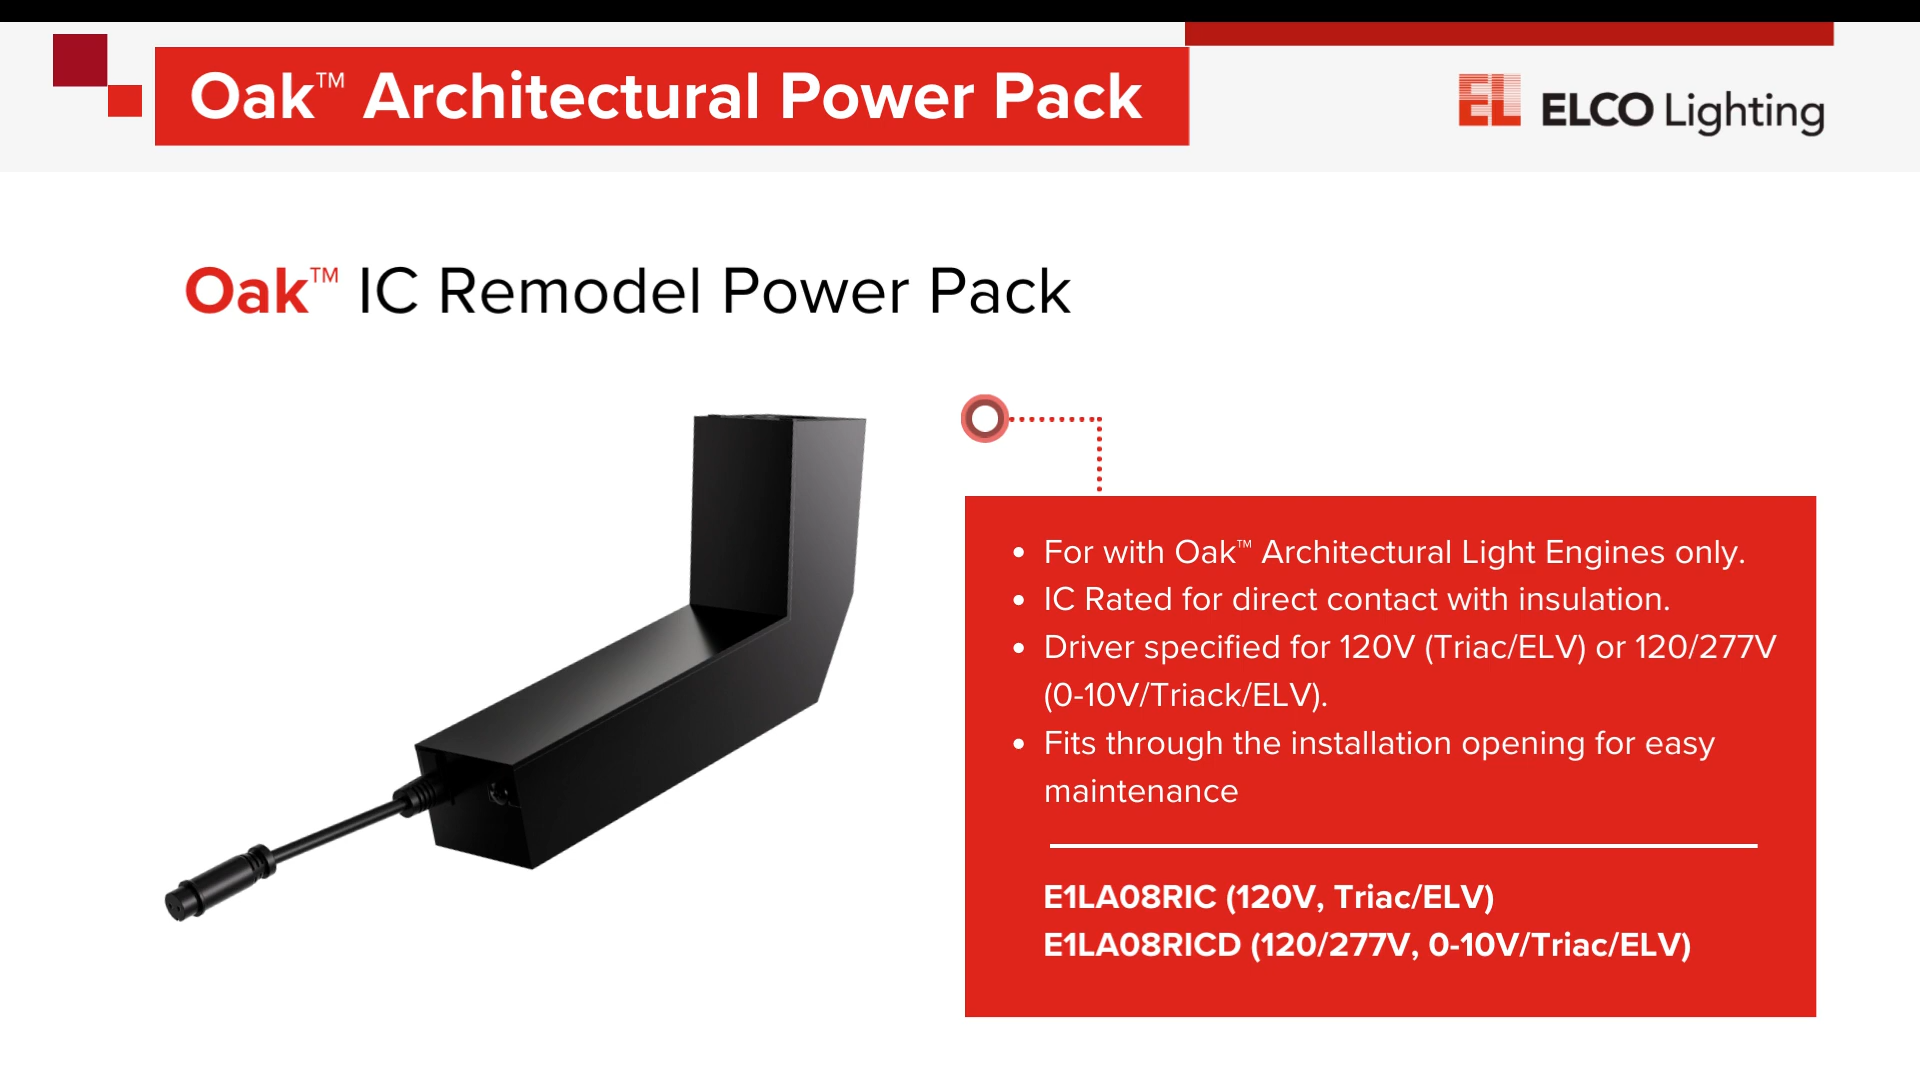 Oak™ Architectural Power Pack
EL ELCO Lighting
Oak™ IC Remodel Power Pack
• For with Oak™ Architectural Light Engines only.
• IC Rated for direct contact with insulation.
• Driver specified for 120V (Triac/ELV) or 120/277V
(0-10V/Triack/ELV).
• Fits through the installation opening for easy
maintenance
E1LA08RIC (120V, Triac/ELV)
E1LA08RICD (120/277V, 0-10V/Triac/ELV)